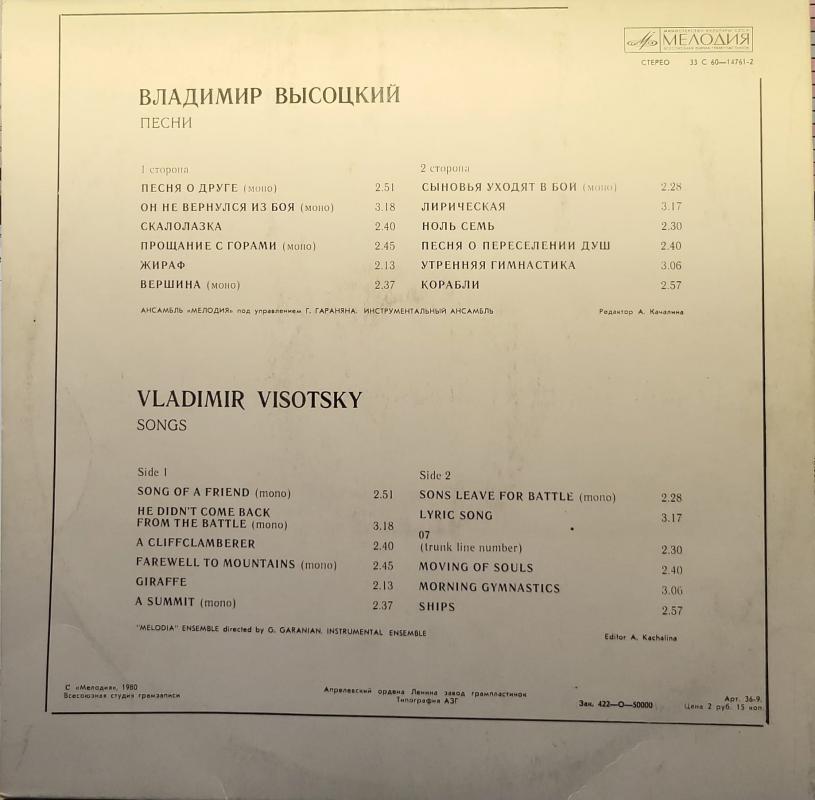 МИНИСТЕРСТВО КУЛЬТУРЫ СССР
МЕЛОДИЯ
ВСЕСОЮЗНАЯ ФИРМА ГРАМПЛАСТИНОК
СТЕРЕО 33 С 60—14761-2
ВЛАДИМИР ВЫСОЦКИЙ
ПЕСНИ
1 сторона
ПЕСНЯ О ДРУГЕ (моно) 2.51
ОН НЕ ВЕРНУЛСЯ ИЗ БОЯ (моно) 3.18
СКАЛОЛАЗКА 2.40
ПРОЩАНИЕ С ГОРАМИ (моно) 2.45
ЖИРАФ 2.13
ВЕРШИНА (моно) 2.37
2 сторона
СЫНОВЬЯ УХОДЯТ В БОЙ (моно) 2.28
ЛИРИЧЕСКАЯ 3.17
НОЛЬ СЕМЬ 2.30
ПЕСНЯ О ПЕРЕСЕЛЕНИИ ДУШ 2.40
УТРЕННЯЯ ГИМНАСТИКА 3.06
КОРАБЛИ 2.57
АНСАМБЛЬ «МЕЛОДИЯ» под управлением Г. ГАРАНЯНА. ИНСТРУМЕНТАЛЬНЫЙ АНСАМБЛЬ
Редактор А. Качалина
VLADIMIR VISOTSKY
SONGS
Side 1
SONG OF A FRIEND (mono) 2.51
HE DIDN'T COME BACK
FROM THE BATTLE (mono) 3.18
A CLIFFCLAMBERER 2.40
FAREWELL TO MOUNTAINS (mono) 2.45
GIRAFFE 2.13
A SUMMIT (mono) 2.37
Side 2
SONS LEAVE FOR BATTLE (mono) 2.28
LYRIC SONG 3.17
07
(trunk line number) 2.30
MOVING OF SOULS 2.40
MORNING GYMNASTICS 3.06
SHIPS 2.57
"MELODIA" ENSEMBLE directed by G. GARANIAN. INSTRUMENTAL ENSEMBLE
Editor A. Kachalina
С «Мелодия», 1980
Всесоюзная студия грамзаписи
Апрелевский ордена Ленина завод грампластинок
Типография АЗГ
Зак. 422—О—50000
Арт. 36-9.
Цена 2 руб. 15 коп.